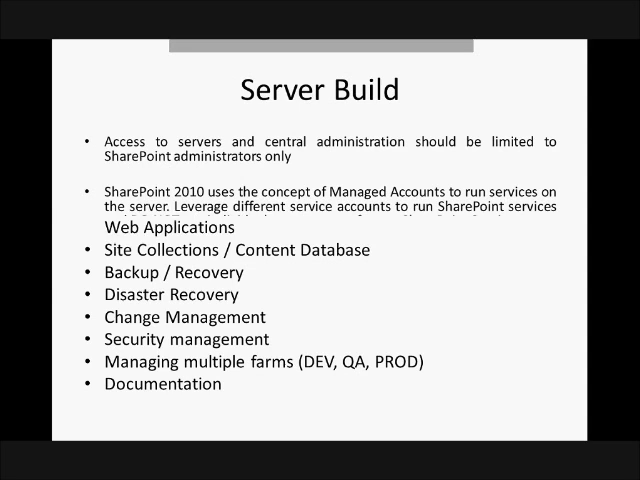 Server Build
• Access to servers and central administration should be limited to
SharePoint administrators only
• SharePoint 2010 uses the concept of Managed Accounts to run services on
the server. Leverage different service accounts to run SharePoint services
Web Applications
• Site Collections / Content Database
• Backup / Recovery
• Disaster Recovery
• Change Management
• Security management
• Managing multiple farms (DEV, QA, PROD)
• Documentation